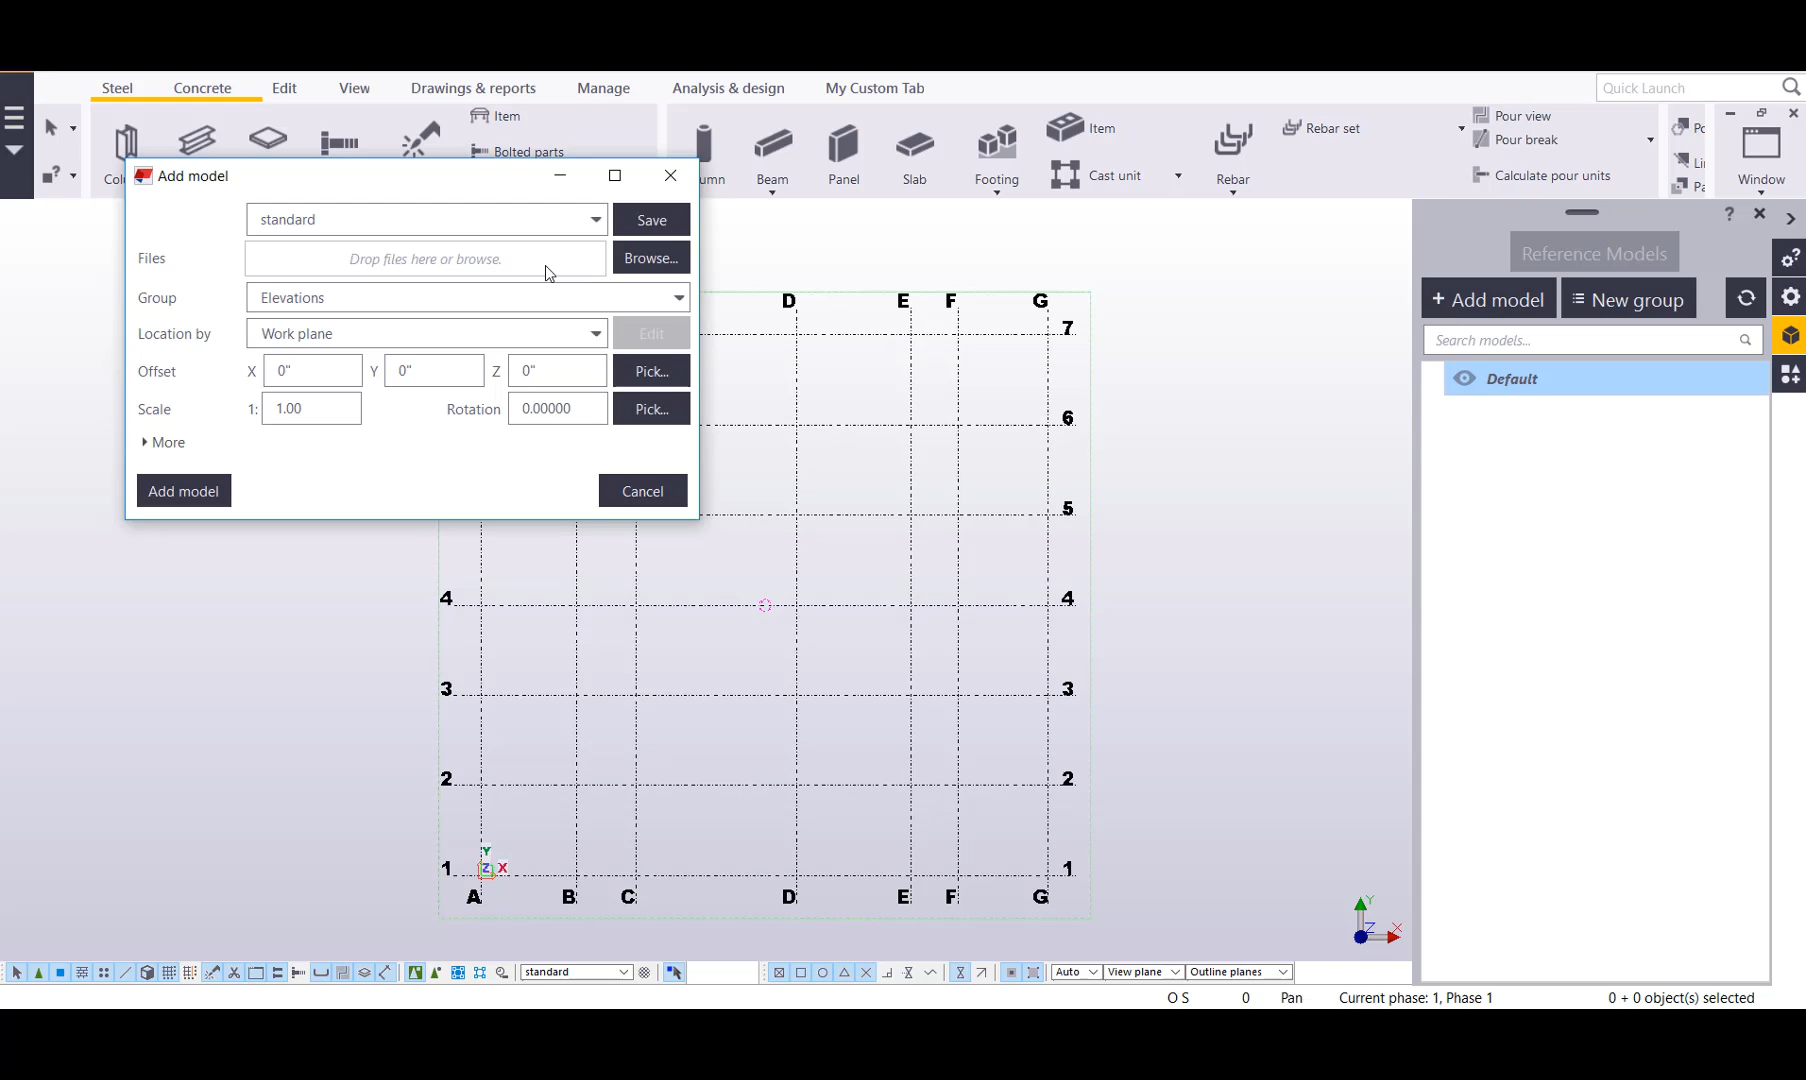 Steel Concrete Edit View Drawings & reports Manage Analysis & design My Custom Tab Quick Launch
Item
Bolted parts
Beam
Panel
Slab
Footing
Item
Cast unit
Rebar
Rebar set
Pour view
Pour break
Calculate pour units
Window
Add model
standard Save
Files Drop files here or browse. Browse...
Group Elevations
Location by Work plane Edit
Offset X 0" Y 0" Z 0" Pick...
Scale 1: 1.00 Rotation 0.00000 Pick...
More
Add model Cancel
?
Reference Models
+ Add model New group
Search models...
Default
D E F G
7
6
5
4 4
3 3
2 2
1 1
Y
Z X
A B C D E F G
Y
Z X
standard Auto View plane Outline planes
O S 0 Pan Current phase: 1, Phase 1 0 + 0 object(s) selected